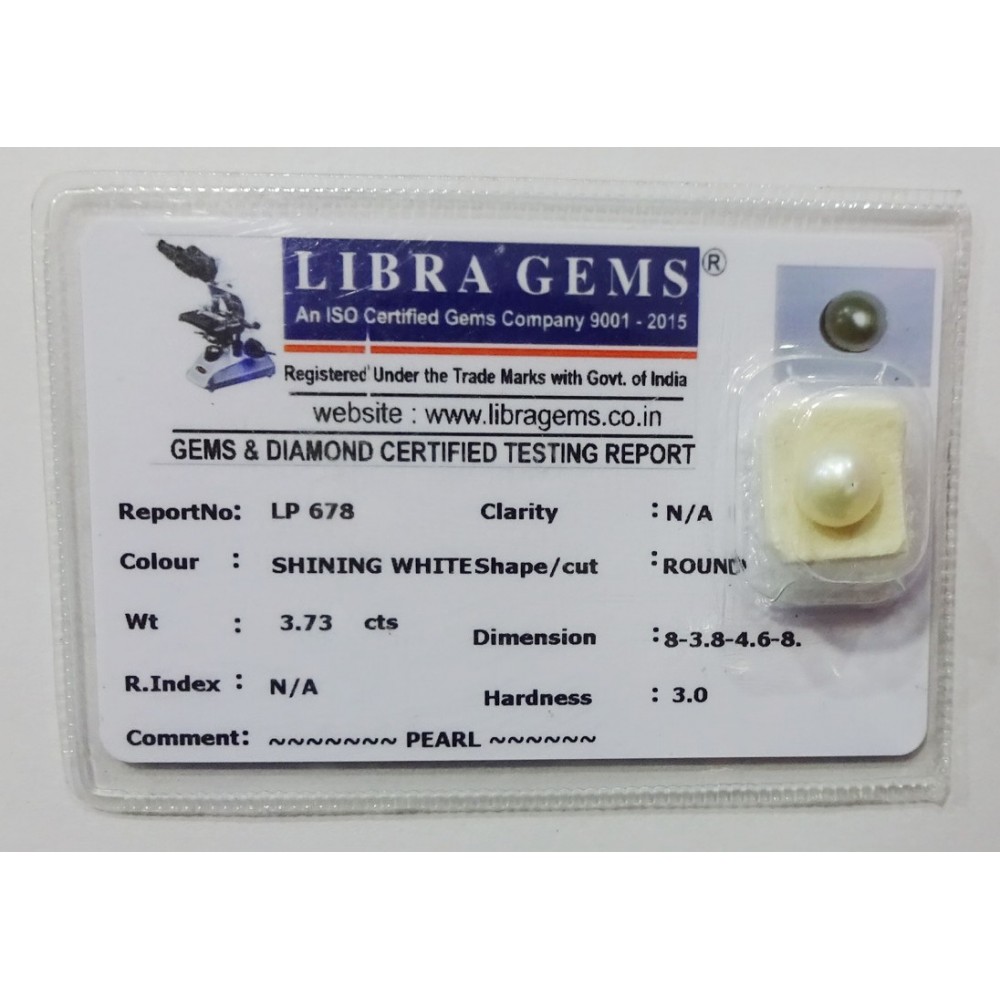 LIBRA GEMS ®
An ISO Certified Gems Company 9001 - 2015
Registered Under the Trade Marks with Govt. of India
website : www.libragems.co.in
GEMS & DIAMOND CERTIFIED TESTING REPORT
ReportNo: LP 678 Clarity : N/A
Colour : SHINING WHITE Shape/cut : ROUND
Wt : 3.73 cts Dimension : 8-3.8-4.6-8.
R.Index : N/A Hardness : 3.0
Comment: ~~~~~~~ PEARL ~~~~~~